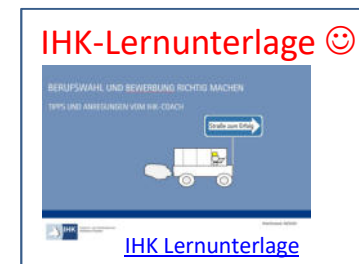 IHK-Lernunterlage ☺
BERUFSWAHL UND BEWERBUNG RICHTIG MACHEN
TIPPS UND ANREGUNGEN VOM IHK-COACH
Straße zum Erfolg
IHK
IHK Lernunterlage